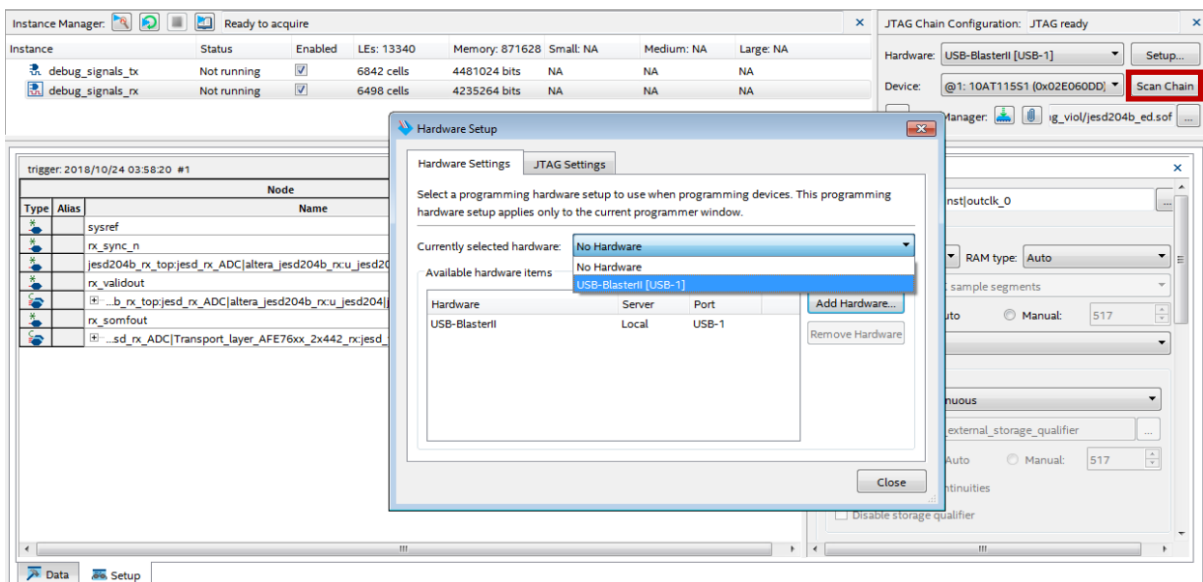 Instance Manager: Ready to acquire
Instance Status Enabled LEs: 13340 Memory: 871628 Small: NA Medium: NA Large: NA
debug_signals_tx Not running 6842 cells 4481024 bits NA NA NA
debug_signals_rx Not running 6498 cells 4235264 bits NA NA NA
JTAG Chain Configuration: JTAG ready
Hardware: USB-BlasterII [USB-1] Setup...
Device: @1: 10AT115S1 (0x02E060DD) Scan Chain
Manager: ig_viol/jesd204b_ed.sof ...
trigger: 2018/10/24 03:58:20 #1
Node
Type Alias Name
sysref
rx_sync_n
jesd204b_rx_top:jesd_rx_ADC|altera_jesd204b_rx:u_jesd20
rx_validout
...b_rx_top:jesd_rx_ADC|altera_jesd204b_rx:u_jesd204|j
rx_somfout
...sd_rx_ADC|Transport_layer_AFE76xx_2x442_rx:jesd_
Hardware Setup
Hardware Settings JTAG Settings
Select a programming hardware setup to use when programming devices. This programming
hardware setup applies only to the current programmer window.
Currently selected hardware: No Hardware
No Hardware
USB-BlasterII [USB-1]
Available hardware items
Hardware Server Port
USB-BlasterII Local USB-1
Add Hardware...
Remove Hardware
Close
nst|outclk_0 ...
RAM type: Auto
sample segments
uto Manual: 517
nuous
_external_storage_qualifier ...
Auto Manual: 517
ntinuities
Disable storage qualifier
Data Setup